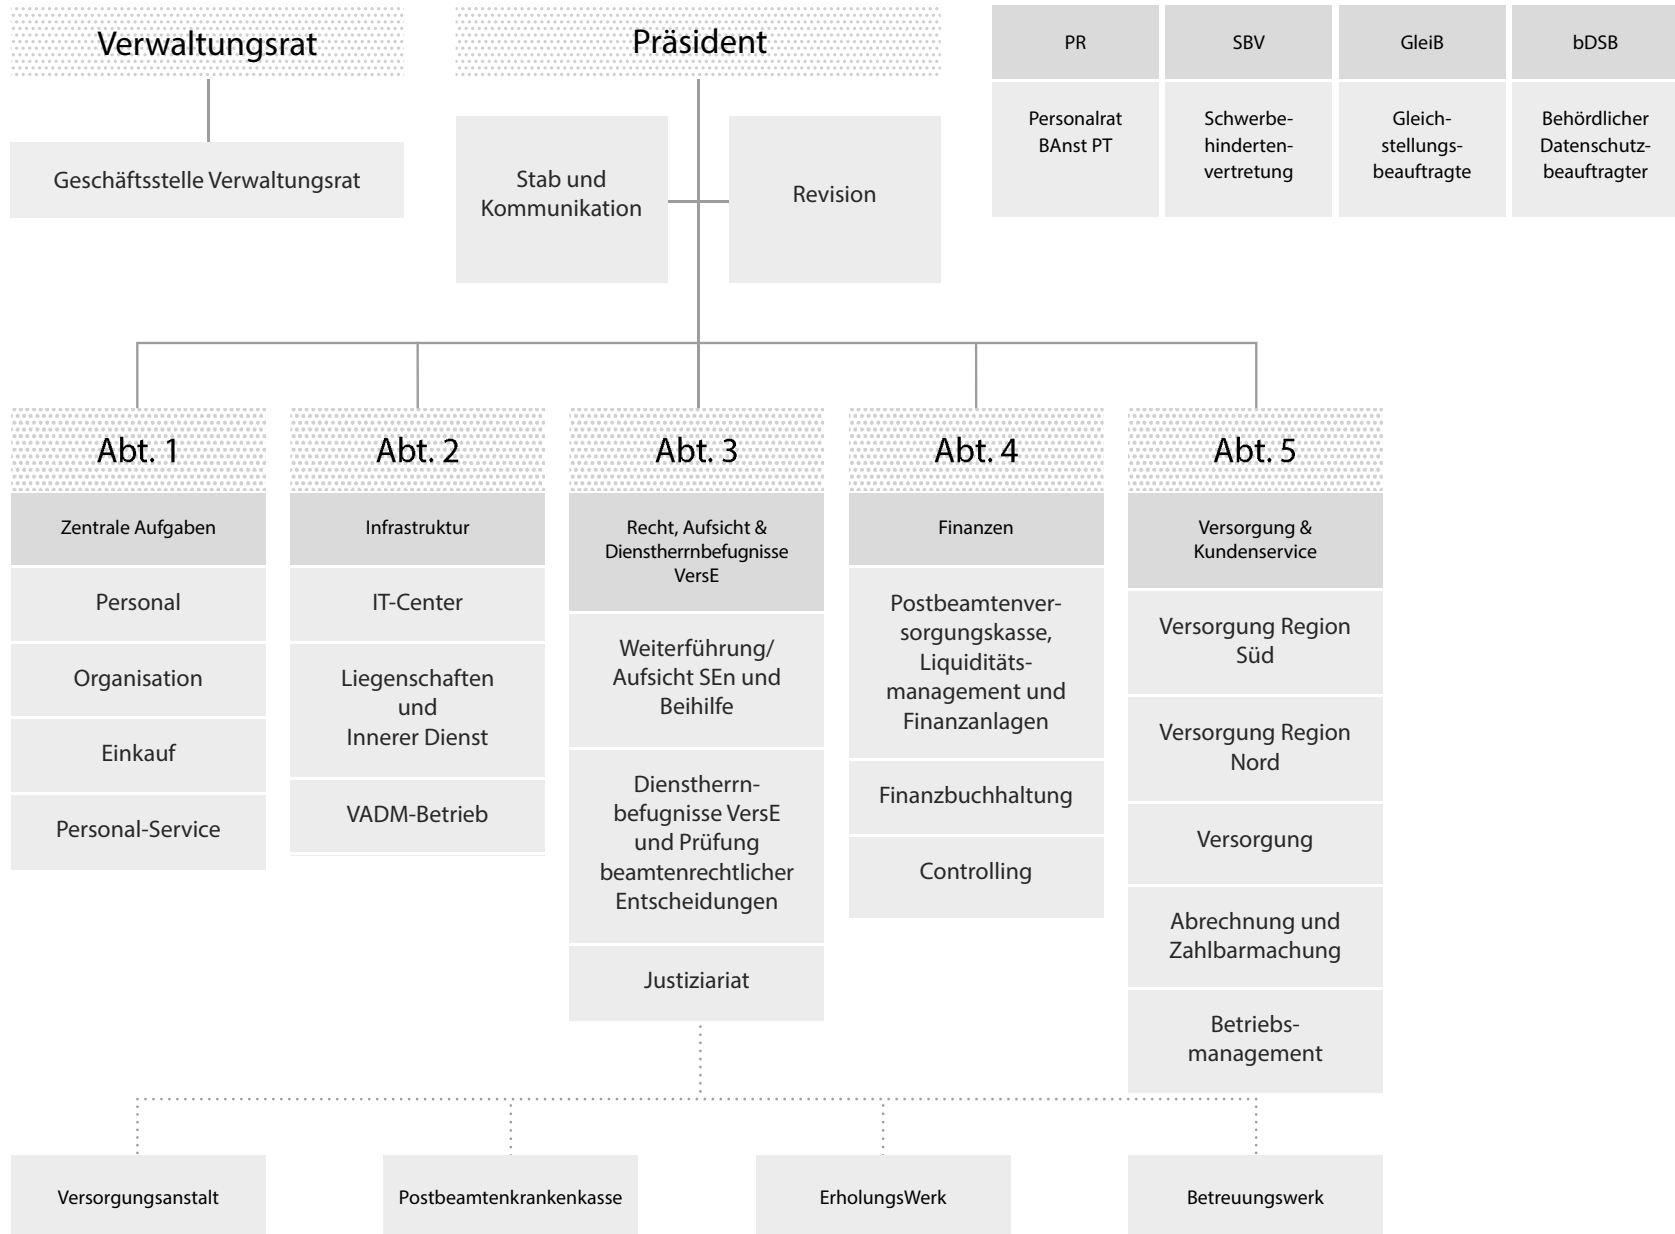 Verwaltungsrat
Geschäftsstelle Verwaltungsrat
Präsident
Stab und
Kommunikation
Revision
PR
Personalrat
BAnst PT
SBV
Schwerbe-
hinderten-
vertretung
GleiB
Gleich-
stellungs-
beauftragte
bDSB
Behördlicher
Datenschutz-
beauftragter
Abt. 1
Zentrale Aufgaben
Personal
Organisation
Einkauf
Personal-Service
Abt. 2
Infrastruktur
IT-Center
Liegenschaften
und
Innerer Dienst
VADM-Betrieb
Abt. 3
Recht, Aufsicht &
Dienstherrnbefugnisse
VersE
Weiterführung/
Aufsicht SEn und
Beihilfe
Dienstherrn-
befugnisse VersE
und Prüfung
beamtenrechtlicher
Entscheidungen
Justiziariat
Abt. 4
Finanzen
Postbeamtenver-
sorgungskasse,
Liquiditäts-
management und
Finanzanlagen
Finanzbuchhaltung
Controlling
Abt. 5
Versorgung &
Kundenservice
Versorgung Region
Süd
Versorgung Region
Nord
Versorgung
Abrechnung und
Zahlbarmachung
Betriebs-
management
Versorgungsanstalt
Postbeamtenkrankenkasse
ErholungsWerk
Betreuungswerk